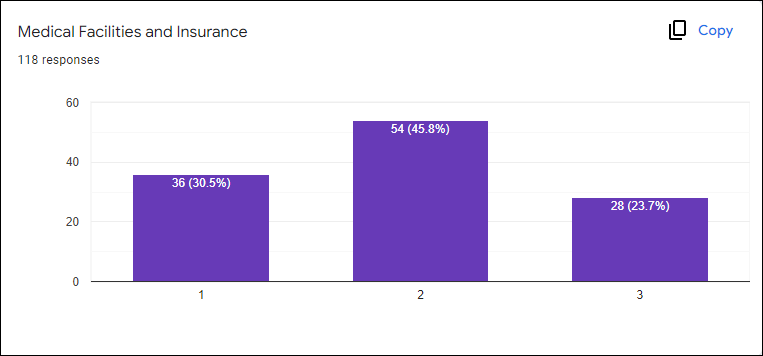 Medical Facilities and Insurance
Copy
118 responses
60
54 (45.8%)
40
36 (30.5%)
28 (23.7%)
20
0
1 2 3